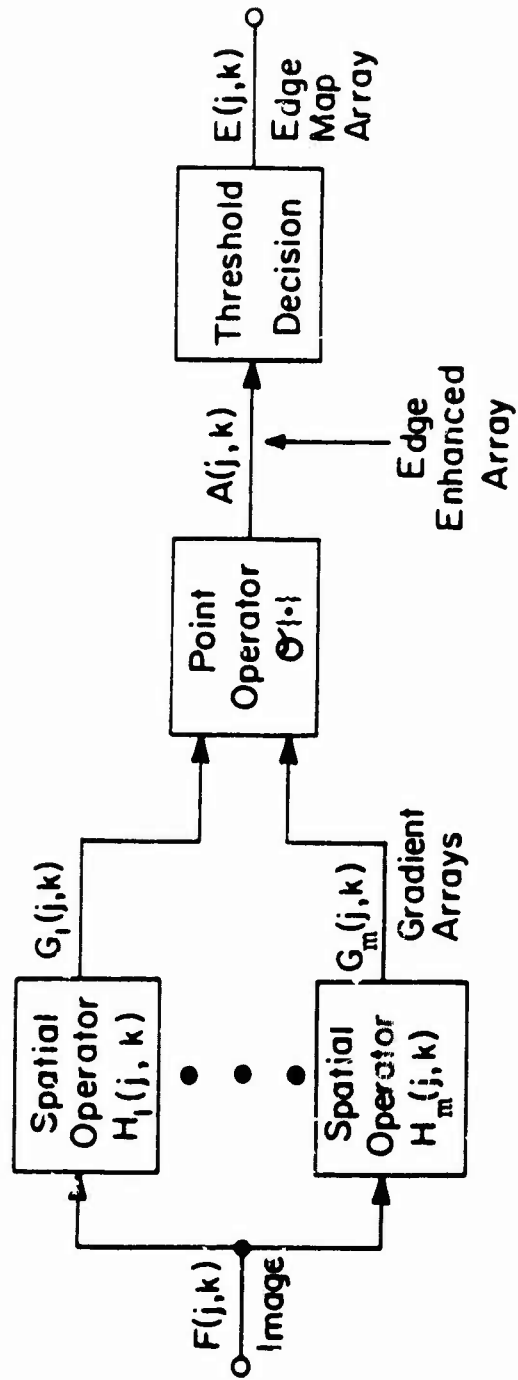 F(j,k)
Image
Spatial
Operator
H₁(j, k)
G₁(j,k)
Spatial
Operator
Hₘ(j,k)
Gₘ(j,k)
Gradient
Arrays
Point
Operator
O{•}
A(j,k)
Edge
Enhanced
Array
Threshold
Decision
E(j,k)
Edge
Map
Array